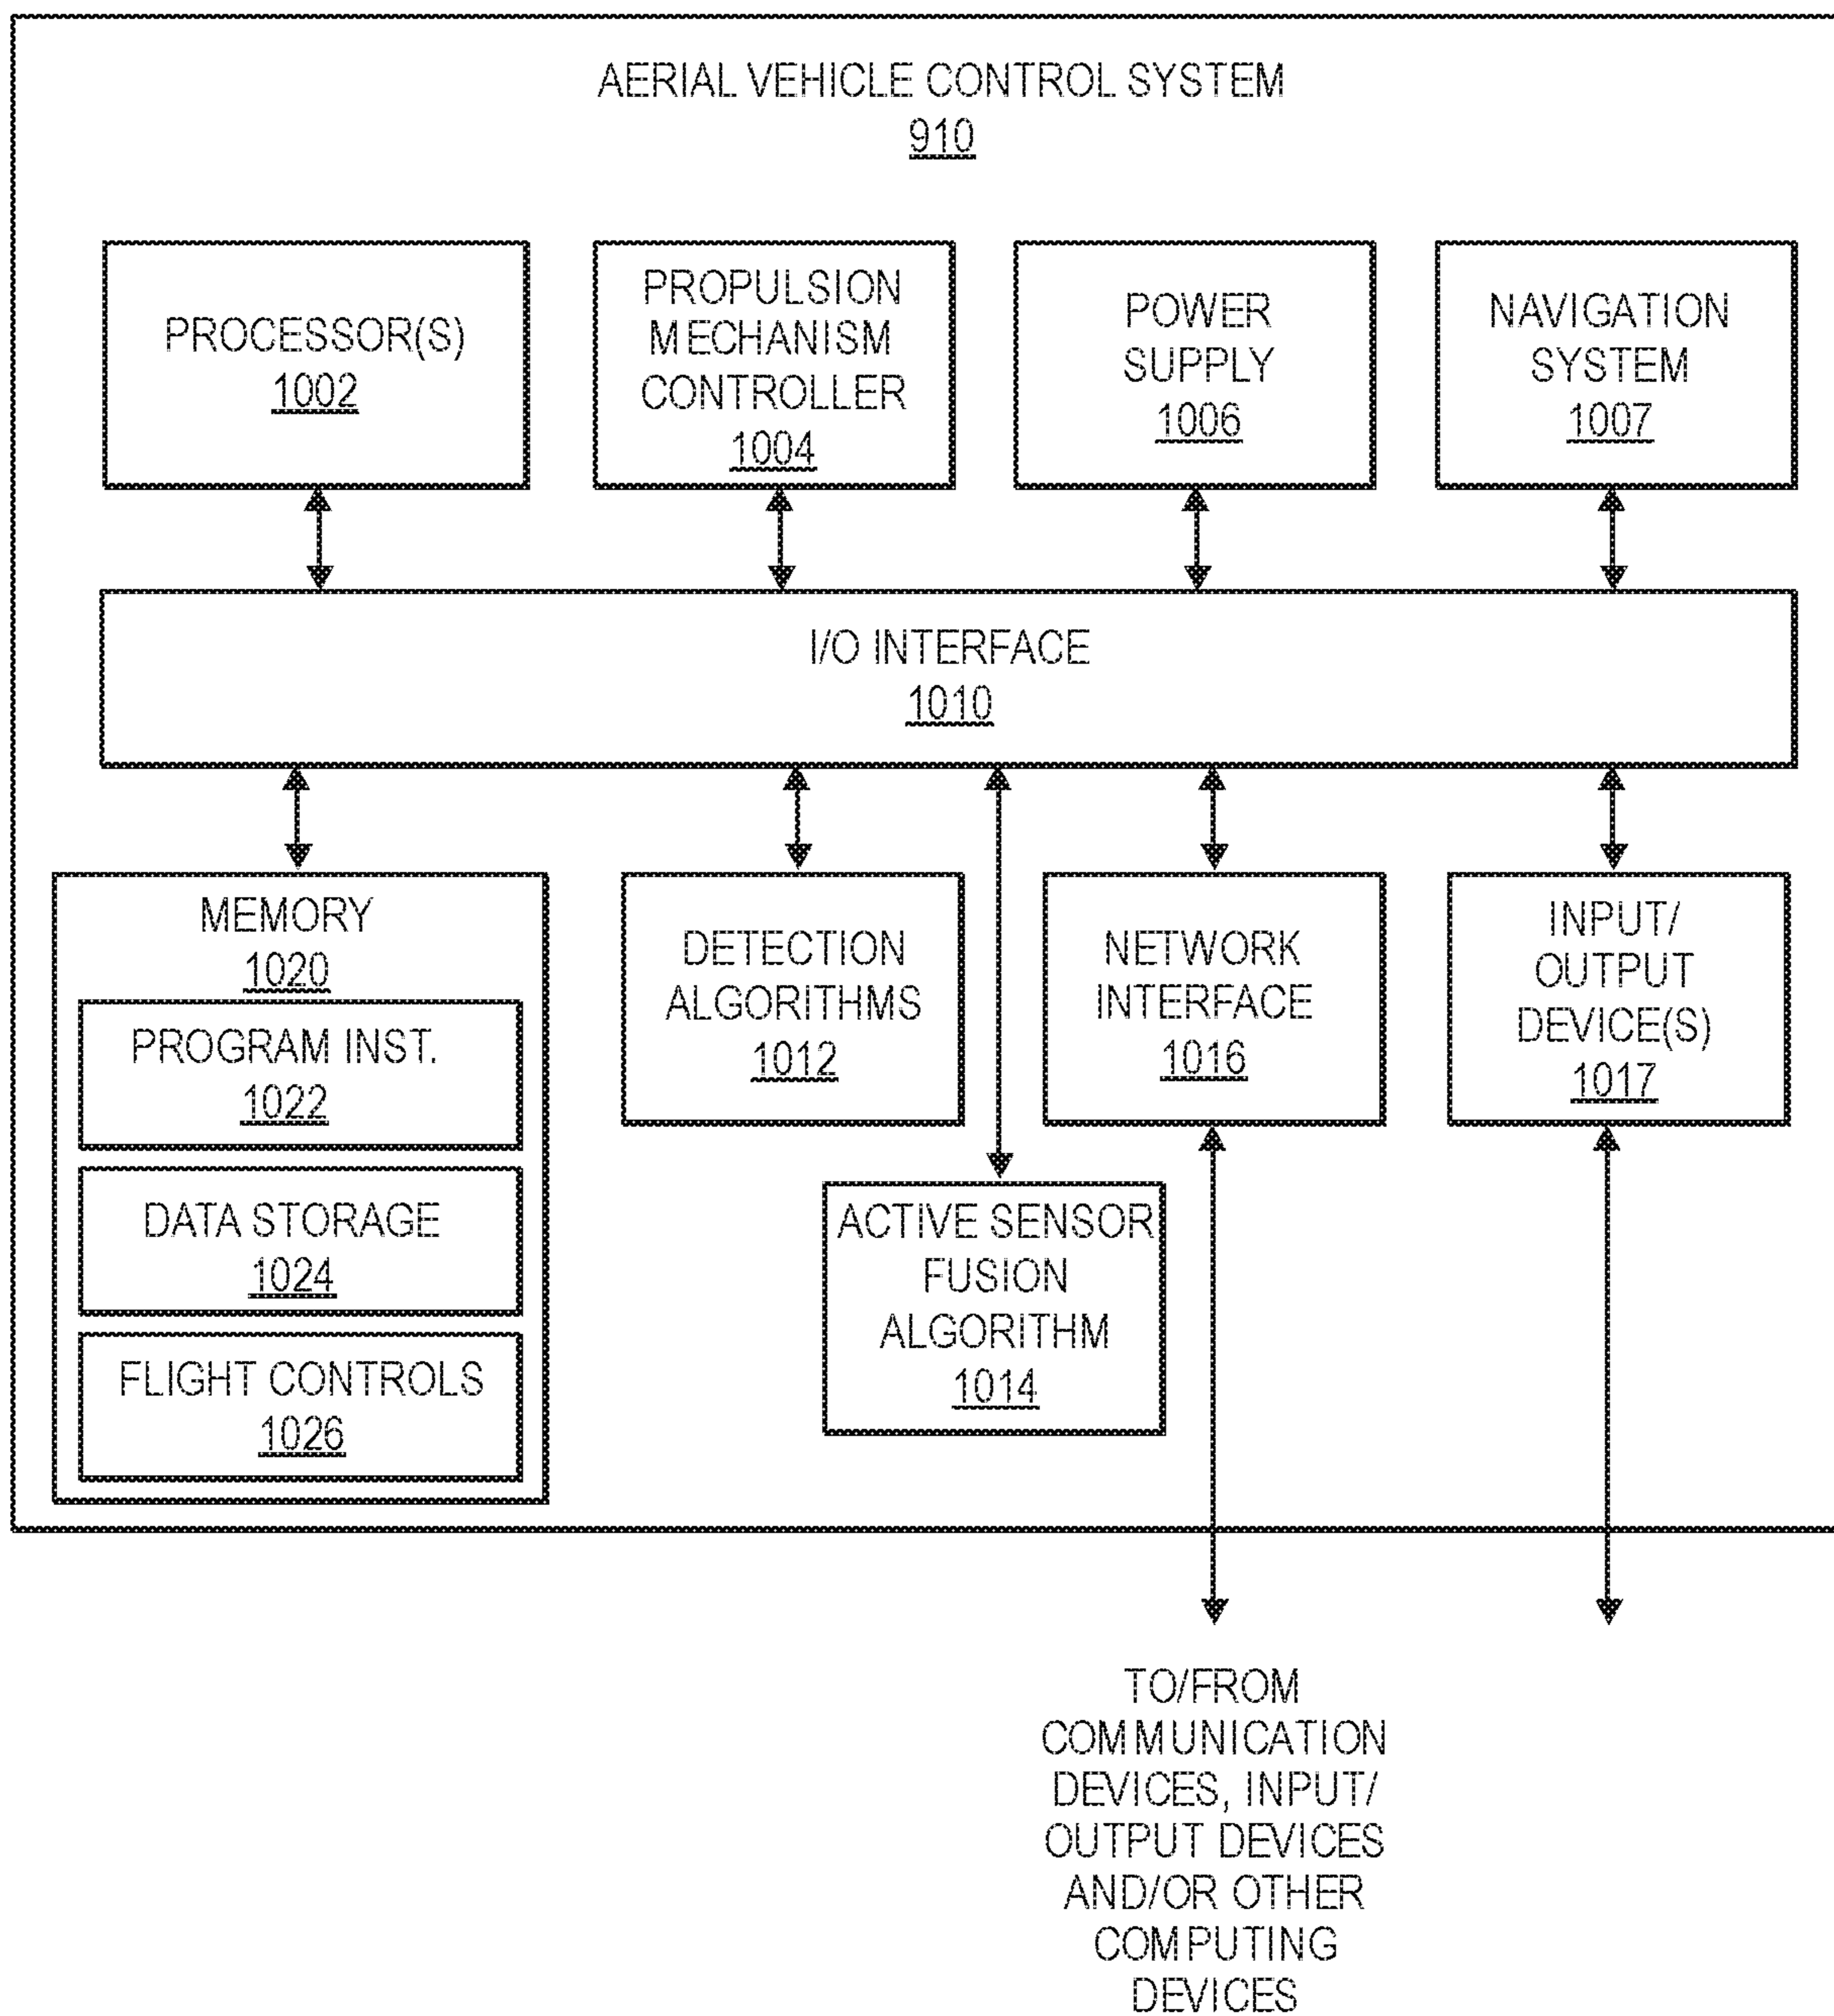 AERIAL VEHICLE CONTROL SYSTEM
910
PROCESSOR(S)
1002
PROPULSION
MECHANISM
CONTROLLER
1004
POWER
SUPPLY
1006
NAVIGATION
SYSTEM
1007
I/O INTERFACE
1010
MEMORY
1020
PROGRAM INST.
1022
DATA STORAGE
1024
FLIGHT CONTROLS
1026
DETECTION
ALGORITHMS
1012
ACTIVE SENSOR
FUSION
ALGORITHM
1014
NETWORK
INTERFACE
1016
INPUT/
OUTPUT
DEVICE(S)
1017
TO/FROM
COMMUNICATION
DEVICES, INPUT/
OUTPUT DEVICES
AND/OR OTHER
COMPUTING
DEVICES